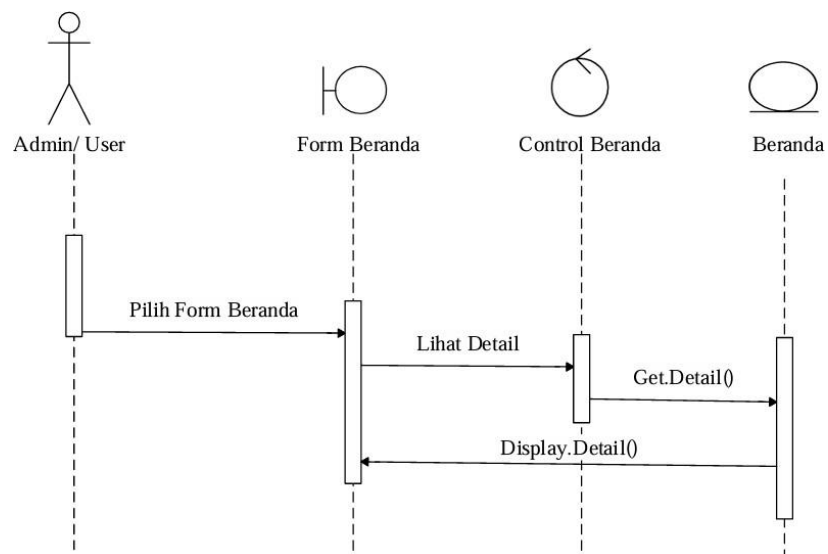 Admin/ User
Form Beranda
Control Beranda
Beranda
Pilih Form Beranda
Lihat Detail
Get.Detail()
Display.Detail()